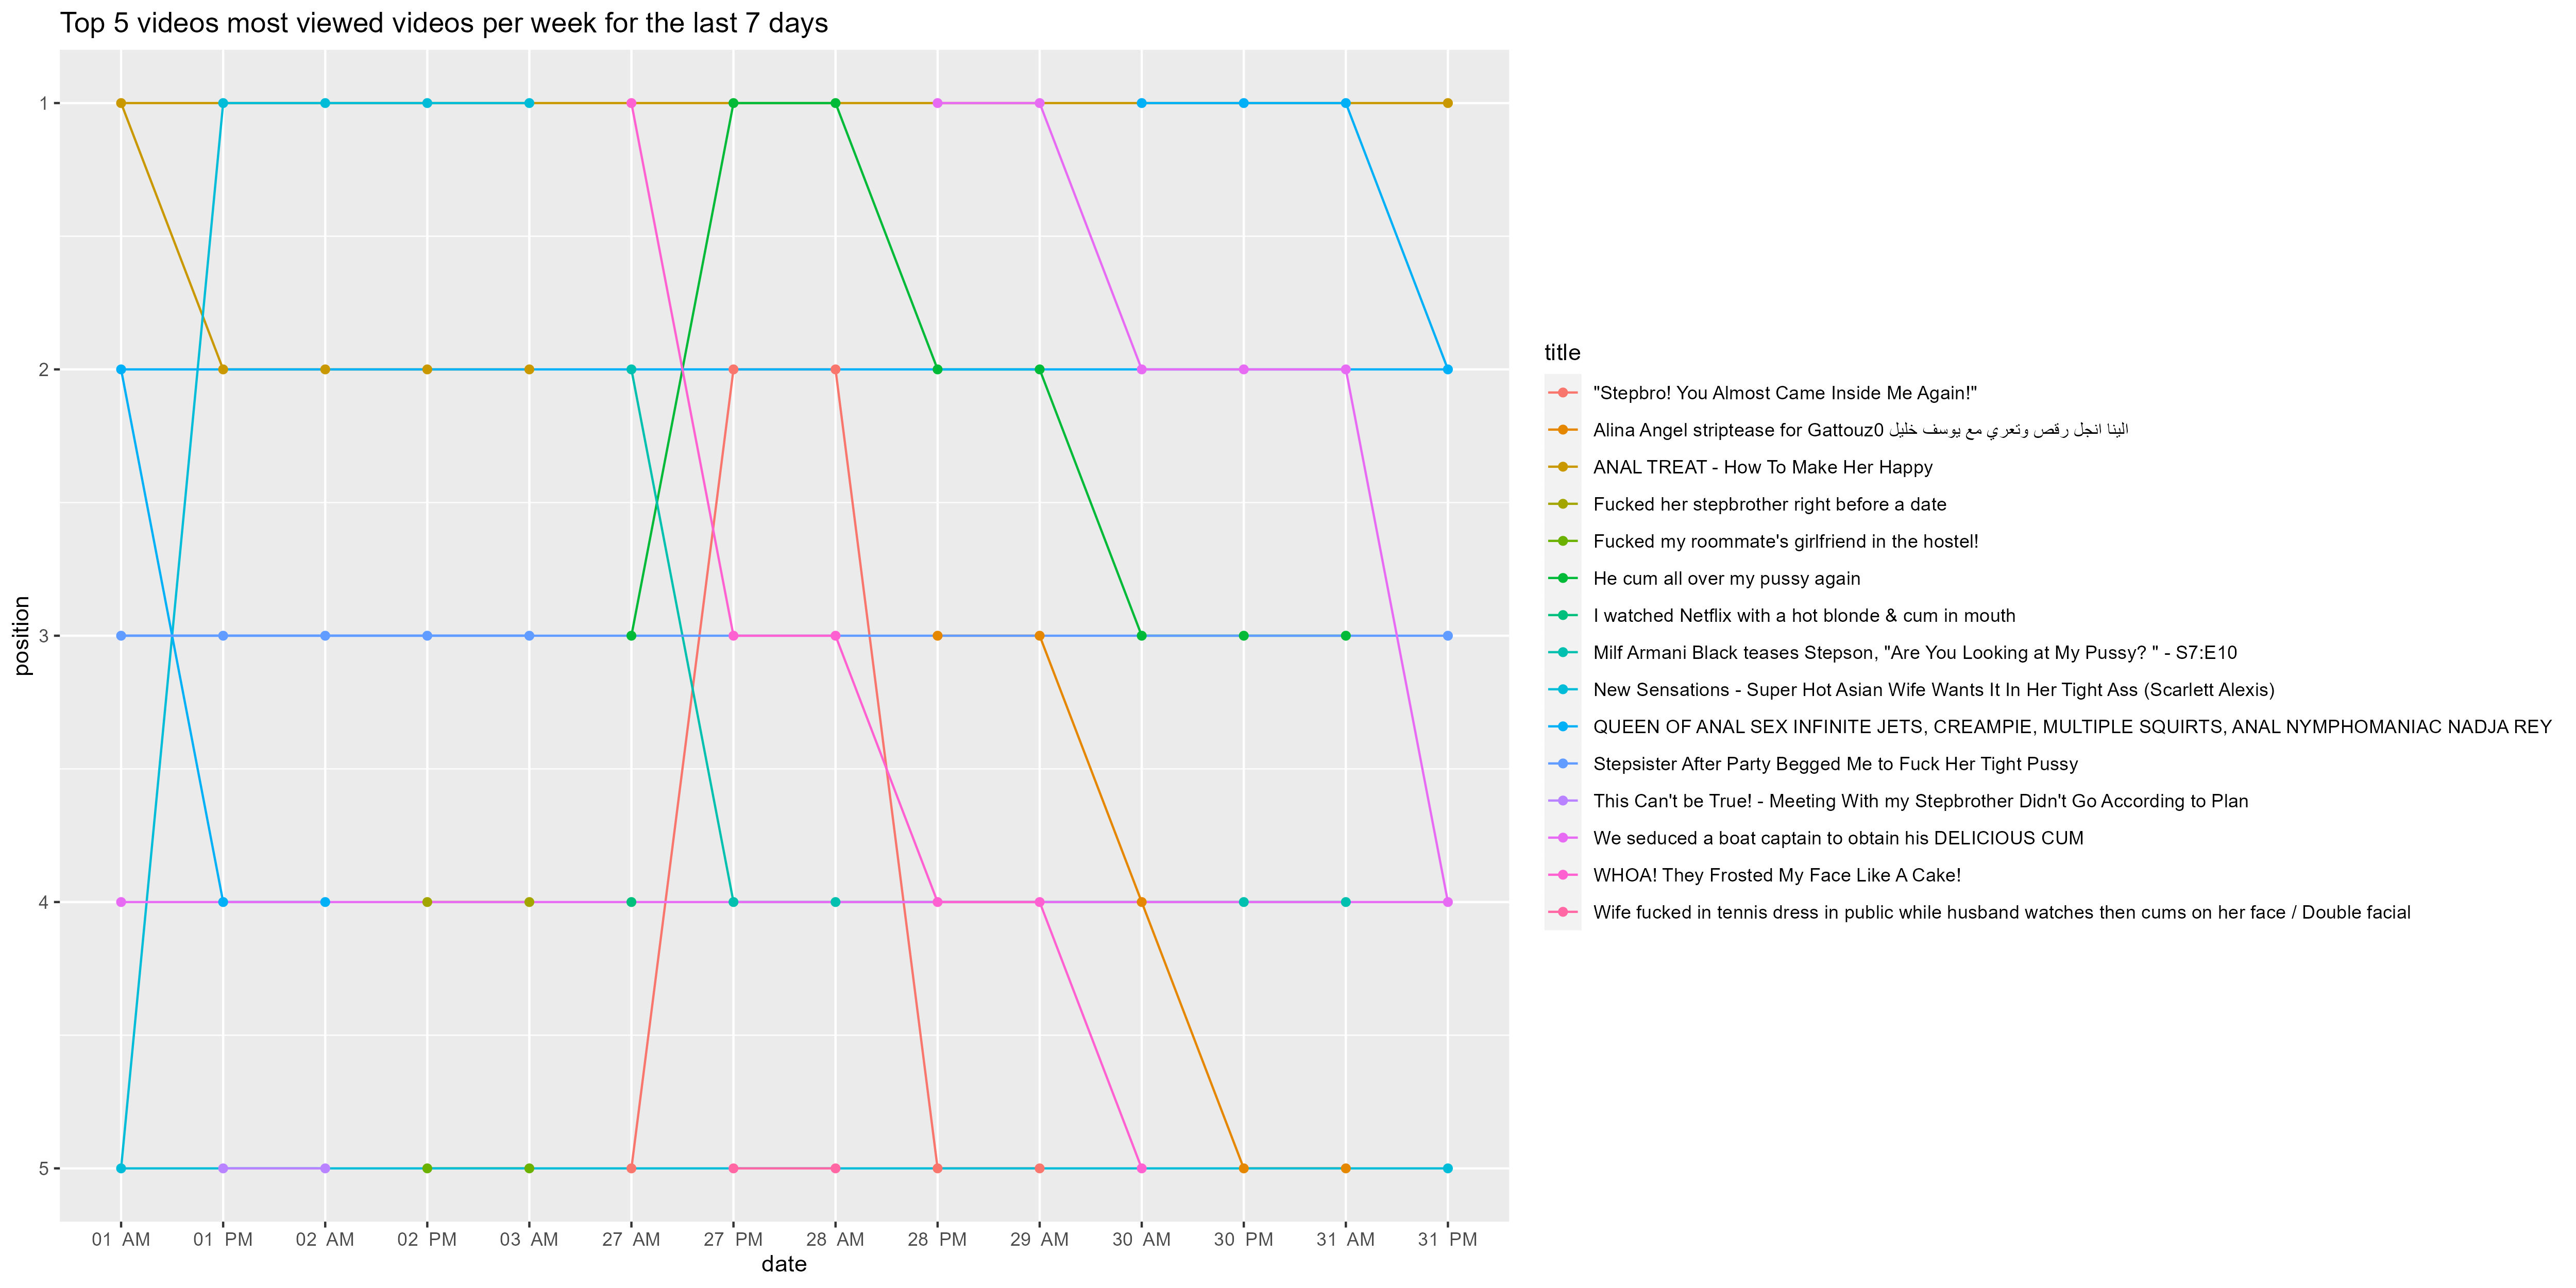 Top 5 videos most viewed videos per week for the last 7 days
position
1
2
3
4
5
01 AM
01 PM
02 AM
02 PM
03 AM
27 AM
27 PM
28 AM
28 PM
29 AM
30 AM
30 PM
31 AM
31 PM
date
title
"Stepbro! You Almost Came Inside Me Again!"
Alina Angel striptease for Gattouz0 الينا انجل رقص وتعري مع يوسف خليل
ANAL TREAT - How To Make Her Happy
Fucked her stepbrother right before a date
Fucked my roommate's girlfriend in the hostel!
He cum all over my pussy again
I watched Netflix with a hot blonde & cum in mouth
Milf Armani Black teases Stepson, "Are You Looking at My Pussy? " - S7:E10
New Sensations - Super Hot Asian Wife Wants It In Her Tight Ass (Scarlett Alexis)
QUEEN OF ANAL SEX INFINITE JETS, CREAMPIE, MULTIPLE SQUIRTS, ANAL NYMPHOMANIAC NADJA REY
Stepsister After Party Begged Me to Fuck Her Tight Pussy
This Can't be True! - Meeting With my Stepbrother Didn't Go According to Plan
We seduced a boat captain to obtain his DELICIOUS CUM
WHOA! They Frosted My Face Like A Cake!
Wife fucked in tennis dress in public while husband watches then cums on her face / Double facial